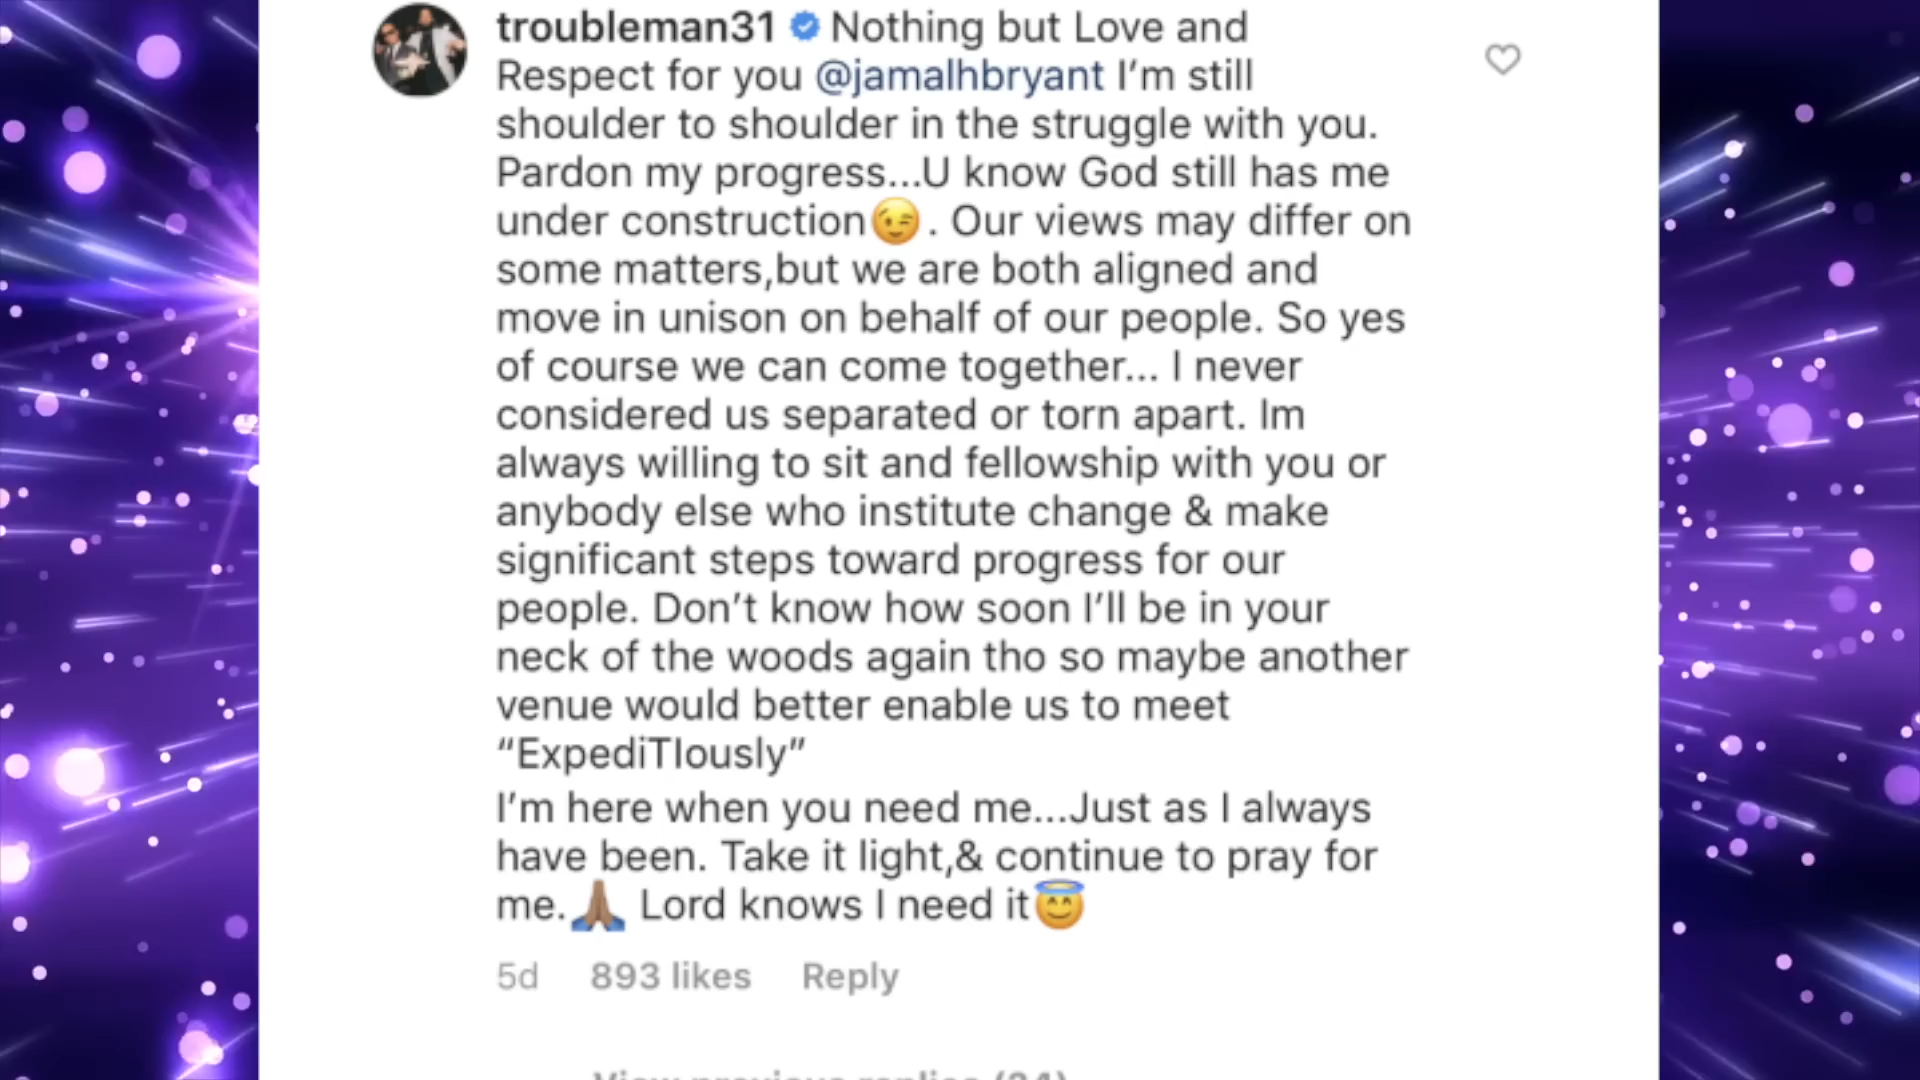 troubleman31 Nothing but Love and
Respect for you @jamalhbryant I’m still
shoulder to shoulder in the struggle with you.
Pardon my progress...U know God still has me
under construction😉. Our views may differ on
some matters,but we are both aligned and
move in unison on behalf of our people. So yes
of course we can come together... I never
considered us separated or torn apart. Im
always willing to sit and fellowship with you or
anybody else who institute change & make
significant steps toward progress for our
people. Don’t know how soon I’ll be in your
neck of the woods again tho so maybe another
venue would better enable us to meet
“ExpediTIously”
I’m here when you need me...Just as I always
have been. Take it light,& continue to pray for
me.🙏🏽 Lord knows I need it😇
5d 893 likes Reply
View previous replies (24)